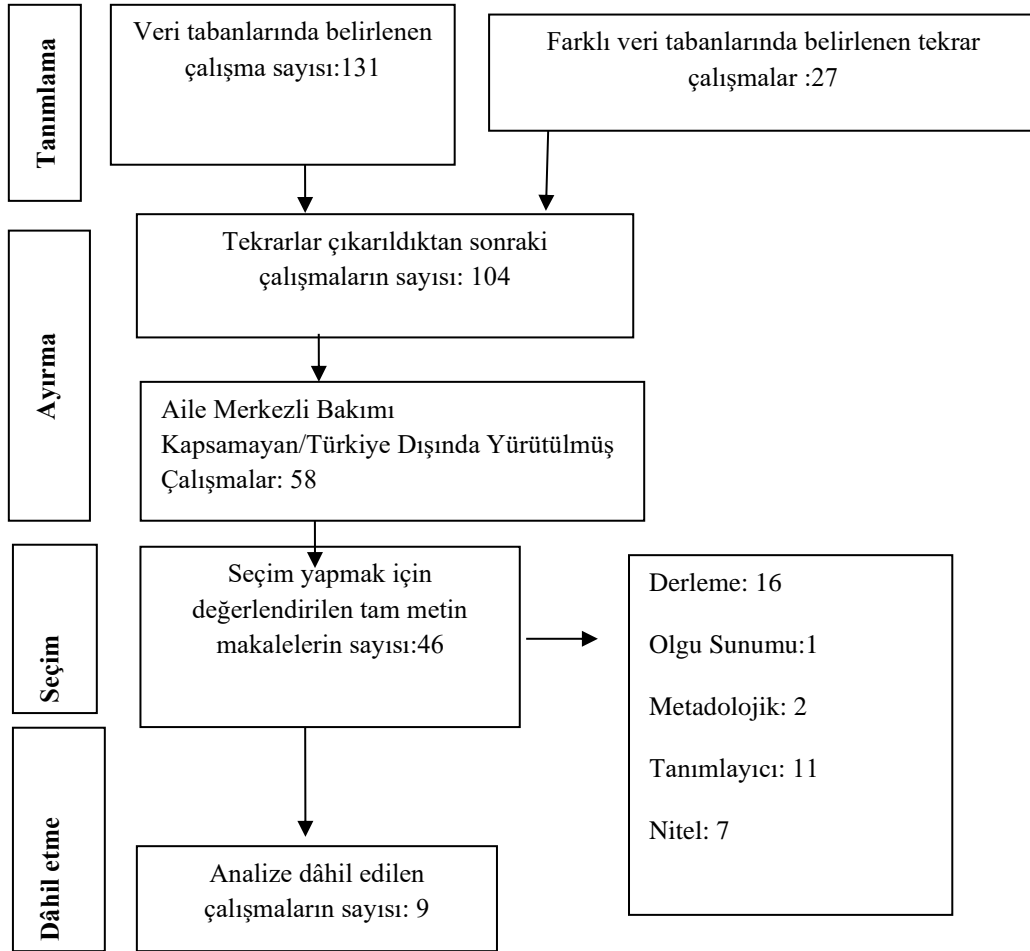 Tanımlama
Veri tabanlarında belirlenen
çalışma sayısı:131
Farklı veri tabanlarında belirlenen tekrar
çalışmalar :27
Ayırma
Tekrarlar çıkarıldıktan sonraki
çalışmaların sayısı: 104
Aile Merkezli Bakımı
Kapsamayan/Türkiye Dışında Yürütülmüş
Çalışmalar: 58
Seçim
Seçim yapmak için
değerlendirilen tam metin
makalelerin sayısı:46
Derleme: 16
Olgu Sunumu:1
Metadolojik: 2
Tanımlayıcı: 11
Nitel: 7
Dâhil etme
Analize dâhil edilen
çalışmaların sayısı: 9